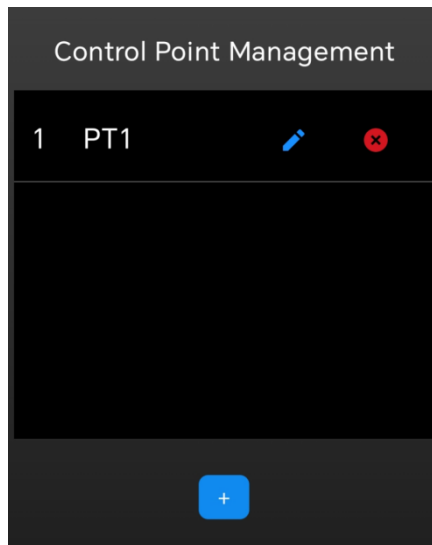 Control Point Management
1 PT1
+